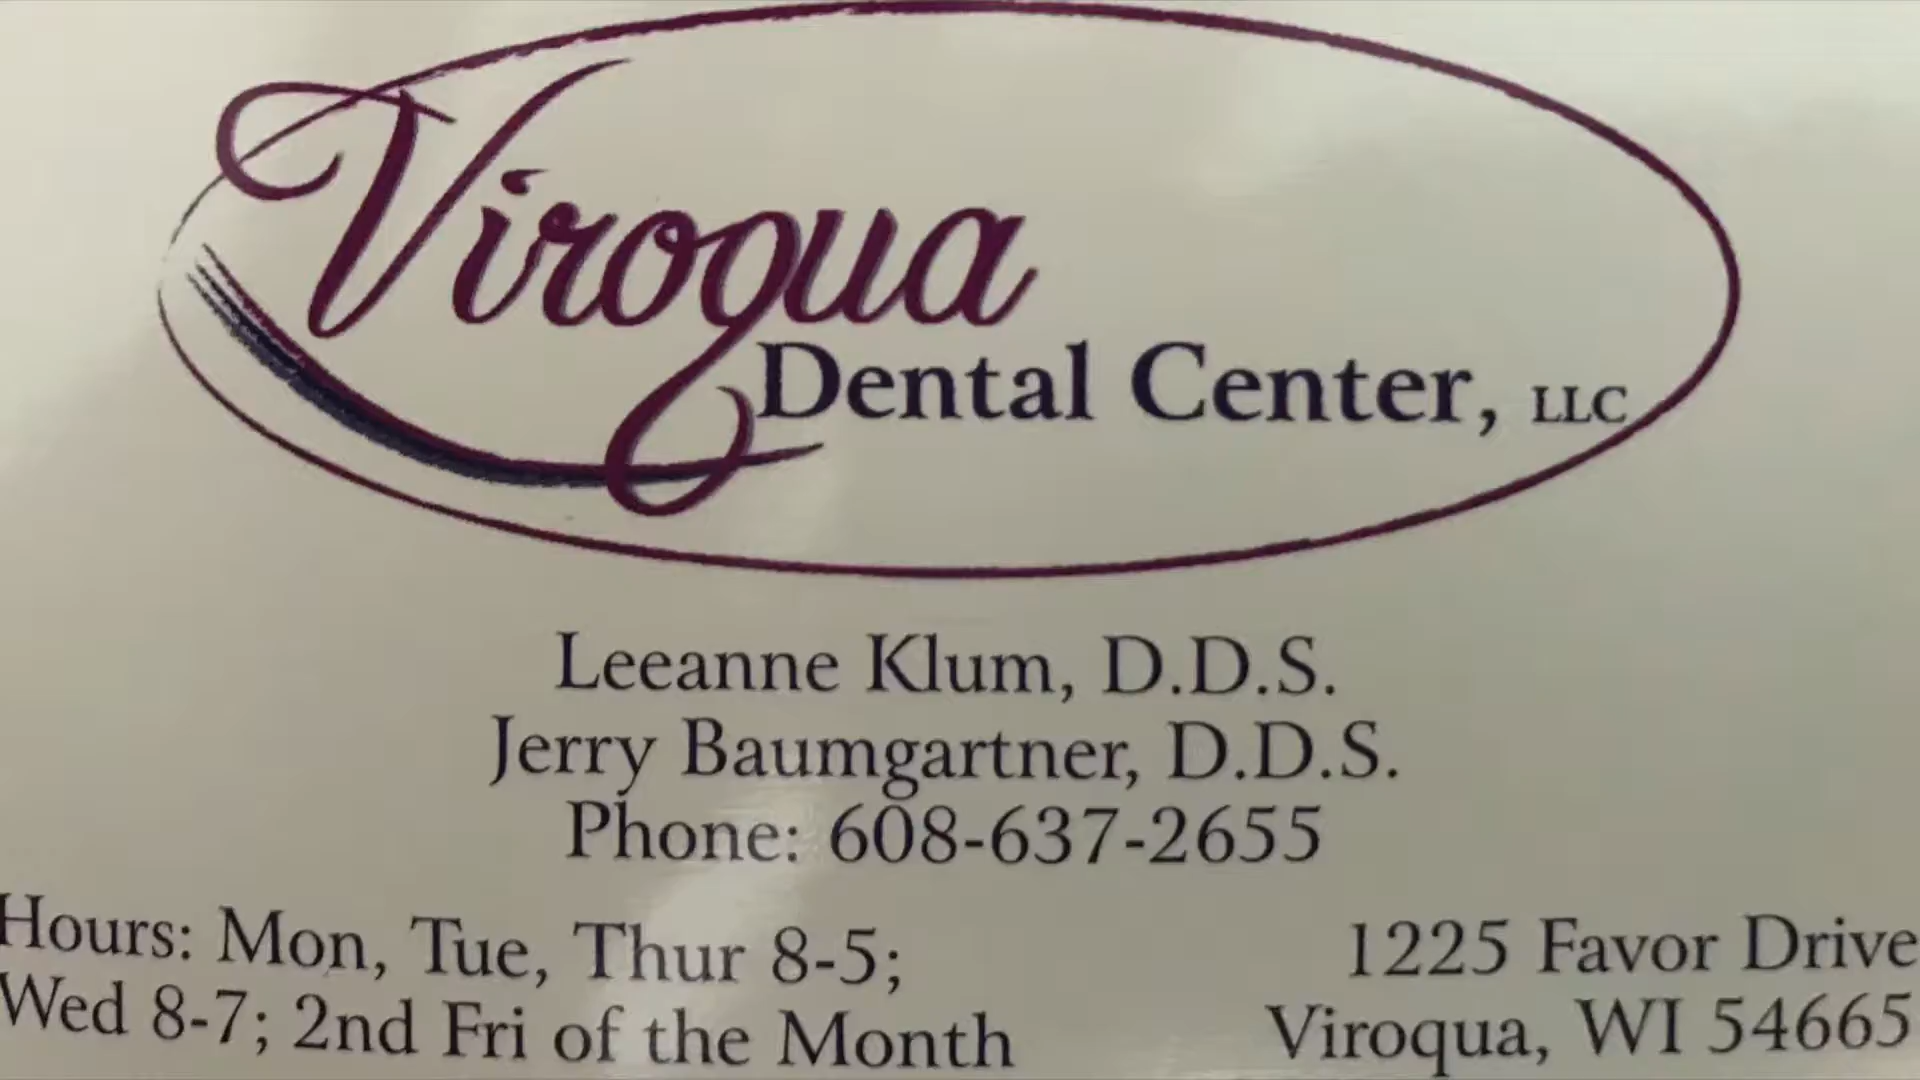 Viroqua
Dental Center, LLC
Leeanne Klum, D.D.S.
Jerry Baumgartner, D.D.S.
Phone: 608-637-2655
Hours: Mon, Tue, Thur 8-5;
Wed 8-7; 2nd Fri of the Month
1225 Favor Drive
Viroqua, WI 54665